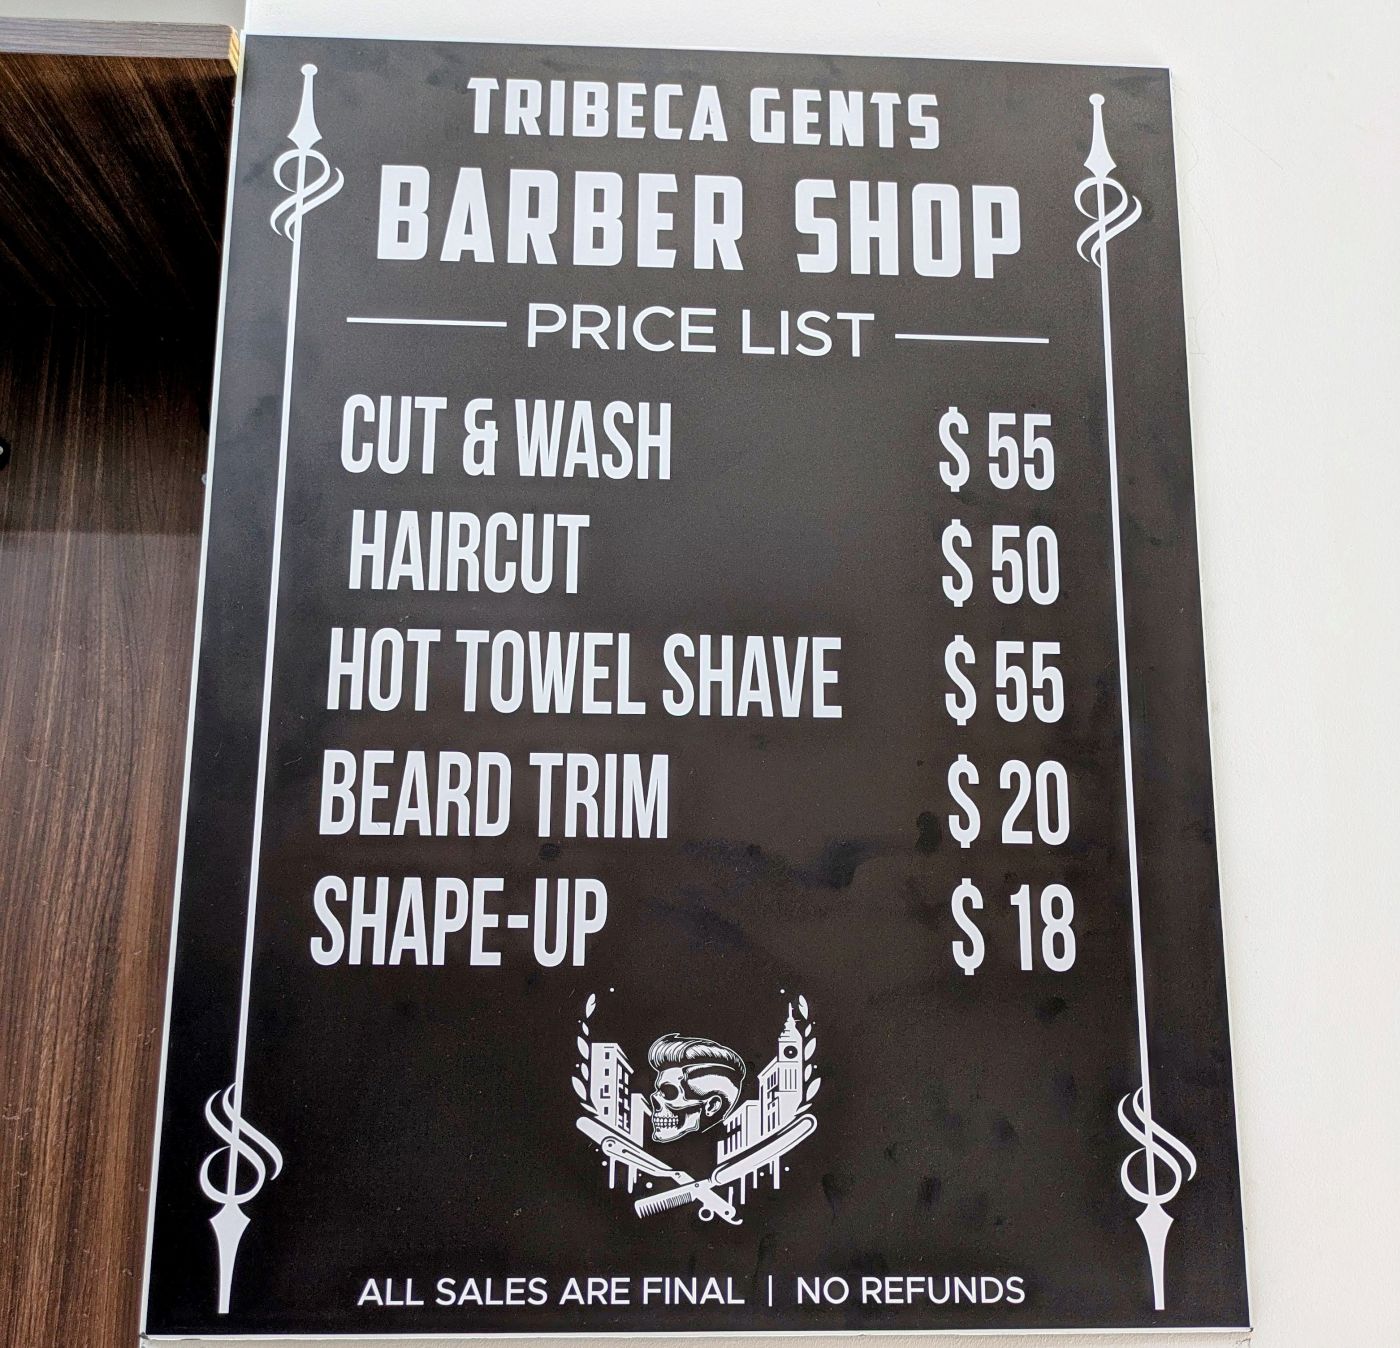 TRIBECA GENTS
BARBER SHOP
PRICE LIST
CUT & WASH $ 55
HAIRCUT $ 50
HOT TOWEL SHAVE $ 55
BEARD TRIM $ 20
SHAPE-UP $ 18
ALL SALES ARE FINAL | NO REFUNDS